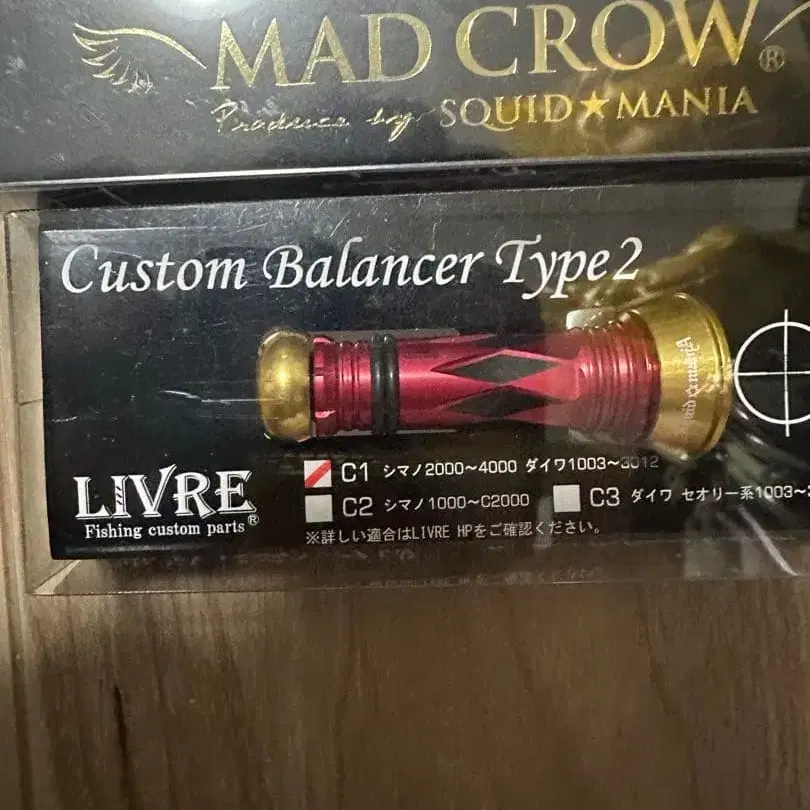 MAD CROW®
Produce by SQUID★MANIA
Custom Balancer Type2
squid★mania
LIVRE
Fishing custom parts®
C1 シマノ2000〜4000 ダイワ1003〜3012
C2 シマノ1000〜C2000
C3 ダイワ セオリー系1003〜
※詳しい適合はLIVRE HPをご確認ください。